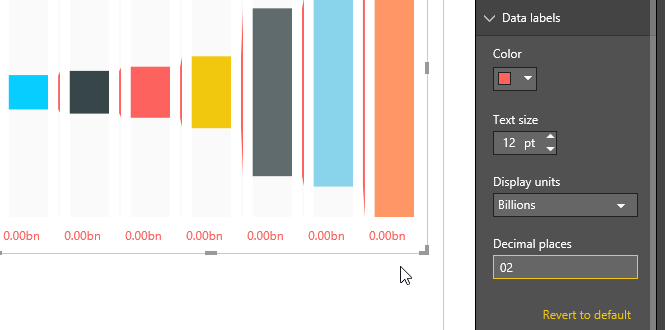 0.00bn 0.00bn 0.00bn 0.00bn 0.00bn 0.00bn 0.00bn
Data labels
Color
Text size
12 pt
Display units
Billions
Decimal places
02
Revert to default